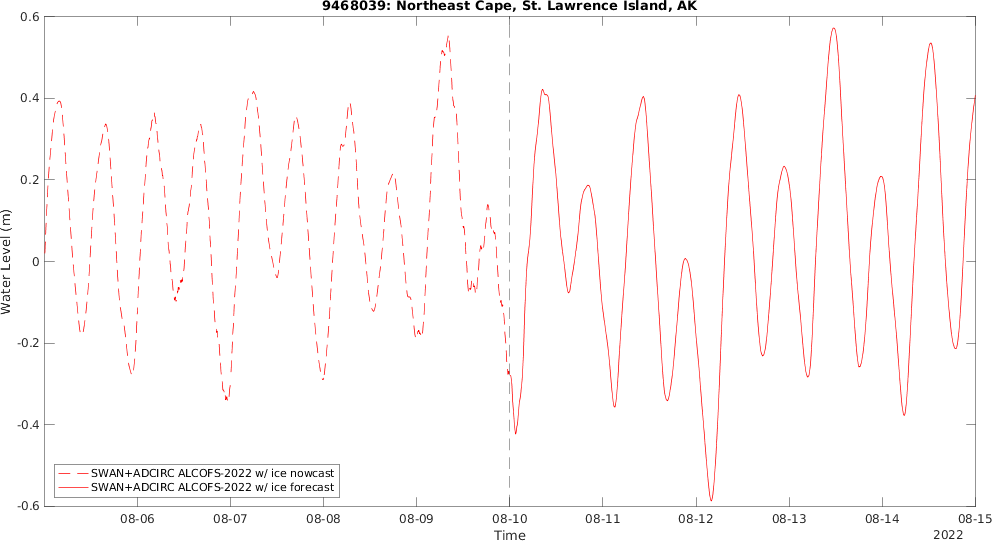 9468039: Northeast Cape, St. Lawrence Island, AK
0.6
0.4
0.2
0
-0.2
-0.4
-0.6
Water Level (m)
SWAN+ADCIRC ALCOFS-2022 w/ ice nowcast
SWAN+ADCIRC ALCOFS-2022 w/ ice forecast
08-06 08-07 08-08 08-09 08-10 08-11 08-12 08-13 08-14 08-15
Time
2022